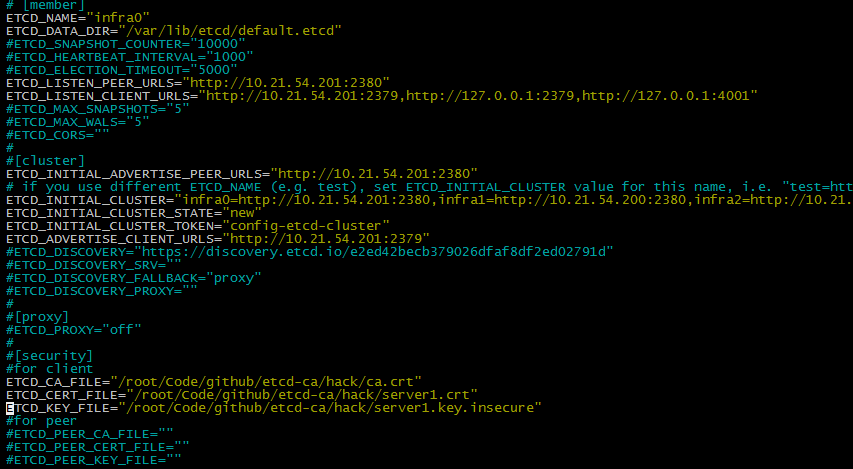 # [member]
ETCD_NAME="infra0"
ETCD_DATA_DIR="/var/lib/etcd/default.etcd"
#ETCD_SNAPSHOT_COUNTER="10000"
#ETCD_HEARTBEAT_INTERVAL="1000"
#ETCD_ELECTION_TIMEOUT="5000"
ETCD_LISTEN_PEER_URLS="http://10.21.54.201:2380"
ETCD_LISTEN_CLIENT_URLS="http://10.21.54.201:2379,http://127.0.0.1:2379,http://127.0.0.1:4001"
#ETCD_MAX_SNAPSHOTS="5"
#ETCD_MAX_WALS="5"
#ETCD_CORS=""
#
#[cluster]
ETCD_INITIAL_ADVERTISE_PEER_URLS="http://10.21.54.201:2380"
# if you use different ETCD_NAME (e.g. test), set ETCD_INITIAL_CLUSTER value for this name, i.e. "test=htt
ETCD_INITIAL_CLUSTER="infra0=http://10.21.54.201:2380,infra1=http://10.21.54.200:2380,infra2=http://10.21.
ETCD_INITIAL_CLUSTER_STATE="new"
ETCD_INITIAL_CLUSTER_TOKEN="config-etcd-cluster"
ETCD_ADVERTISE_CLIENT_URLS="http://10.21.54.201:2379"
#ETCD_DISCOVERY="https://discovery.etcd.io/e2ed42becb379026dfaf8df2ed02791d"
#ETCD_DISCOVERY_SRV=""
#ETCD_DISCOVERY_FALLBACK="proxy"
#ETCD_DISCOVERY_PROXY=""
#
#[proxy]
#ETCD_PROXY="off"
#
#[security]
#for client
ETCD_CA_FILE="/root/Code/github/etcd-ca/hack/ca.crt"
ETCD_CERT_FILE="/root/Code/github/etcd-ca/hack/server1.crt"
ETCD_KEY_FILE="/root/Code/github/etcd-ca/hack/server1.key.insecure"
#for peer
#ETCD_PEER_CA_FILE=""
#ETCD_PEER_CERT_FILE=""
#ETCD_PEER_KEY_FILE=""